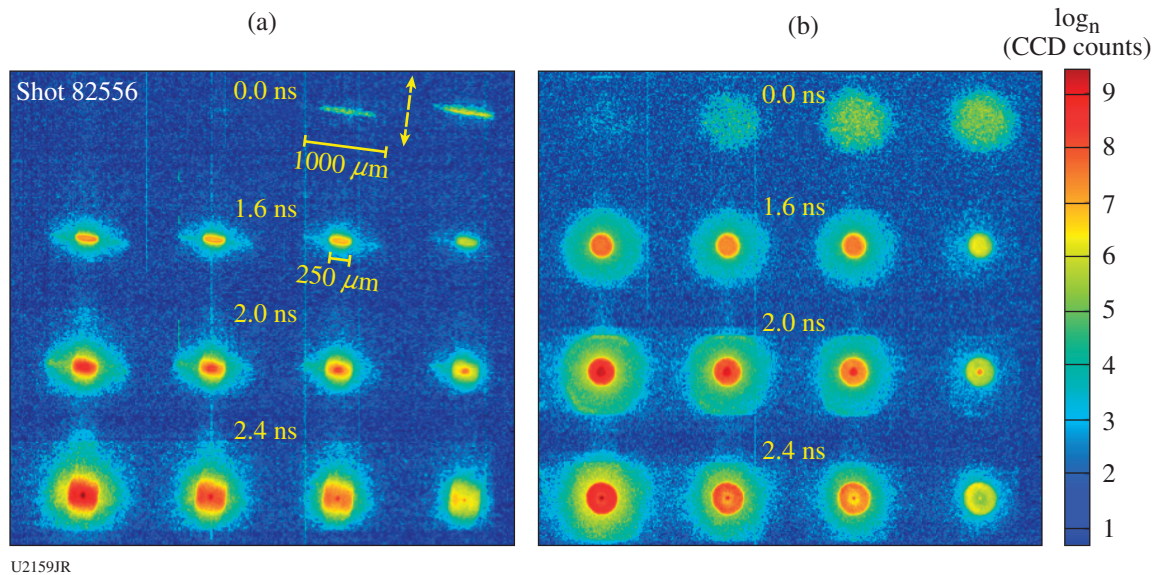 (a)
(b)
log_n
(CCD counts)
Shot 82556
0.0 ns
1000 μm
1.6 ns
250 μm
2.0 ns
2.4 ns
0.0 ns
1.6 ns
2.0 ns
2.4 ns
9
8
7
6
5
4
3
2
1
U2159JR